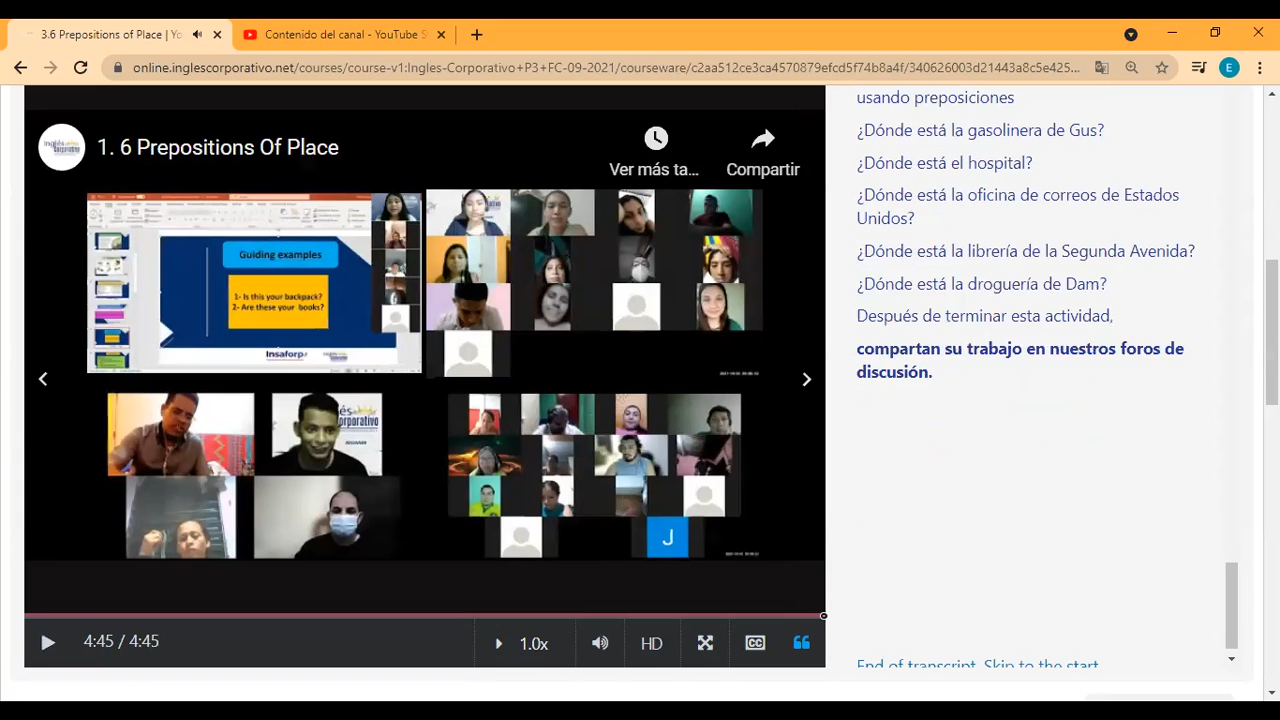 3.6 Prepositions of Place | Yo
Contenido del canal - YouTube S
online.inglescorporativo.net/courses/course-v1:Ingles-Corporativo+P3+FC-09-2021/courseware/c2aa512ce3ca4570879efcd5f74b8a4f/340626003d21443a8c5e425...
E
1. 6 Prepositions Of Place
Ver más ta...
Compartir
Guiding examples
1- Is this your backpack?
2- Are these your books?
Insaforp
corporativo
J
4:45 / 4:45
1.0x
HD
CC
usando preposiciones
¿Dónde está la gasolinera de Gus?
¿Dónde está el hospital?
¿Dónde está la oficina de correos de Estados
Unidos?
¿Dónde está la librería de la Segunda Avenida?
¿Dónde está la droguería de Dam?
Después de terminar esta actividad,
compartan su trabajo en nuestros foros de
discusión.
End of transcript. Skip to the start.